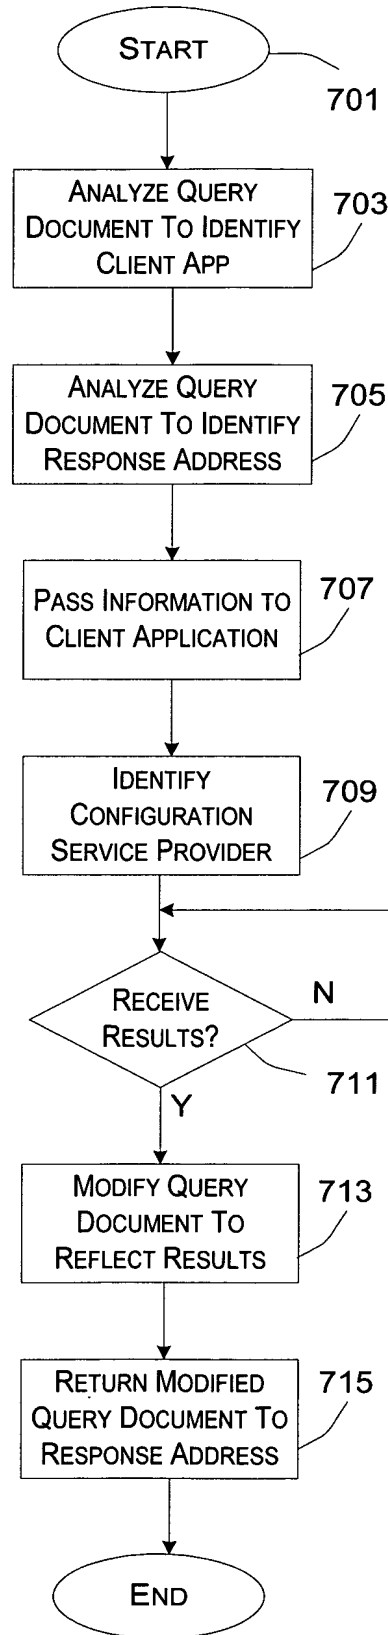 START
701
ANALYZE QUERY
DOCUMENT TO IDENTIFY
CLIENT APP
703
ANALYZE QUERY
DOCUMENT TO IDENTIFY
RESPONSE ADDRESS
705
PASS INFORMATION TO
CLIENT APPLICATION
707
IDENTIFY
CONFIGURATION
SERVICE PROVIDER
709
RECEIVE
RESULTS?
N
711
Y
MODIFY QUERY
DOCUMENT TO
REFLECT RESULTS
713
RETURN MODIFIED
QUERY DOCUMENT TO
RESPONSE ADDRESS
715
END